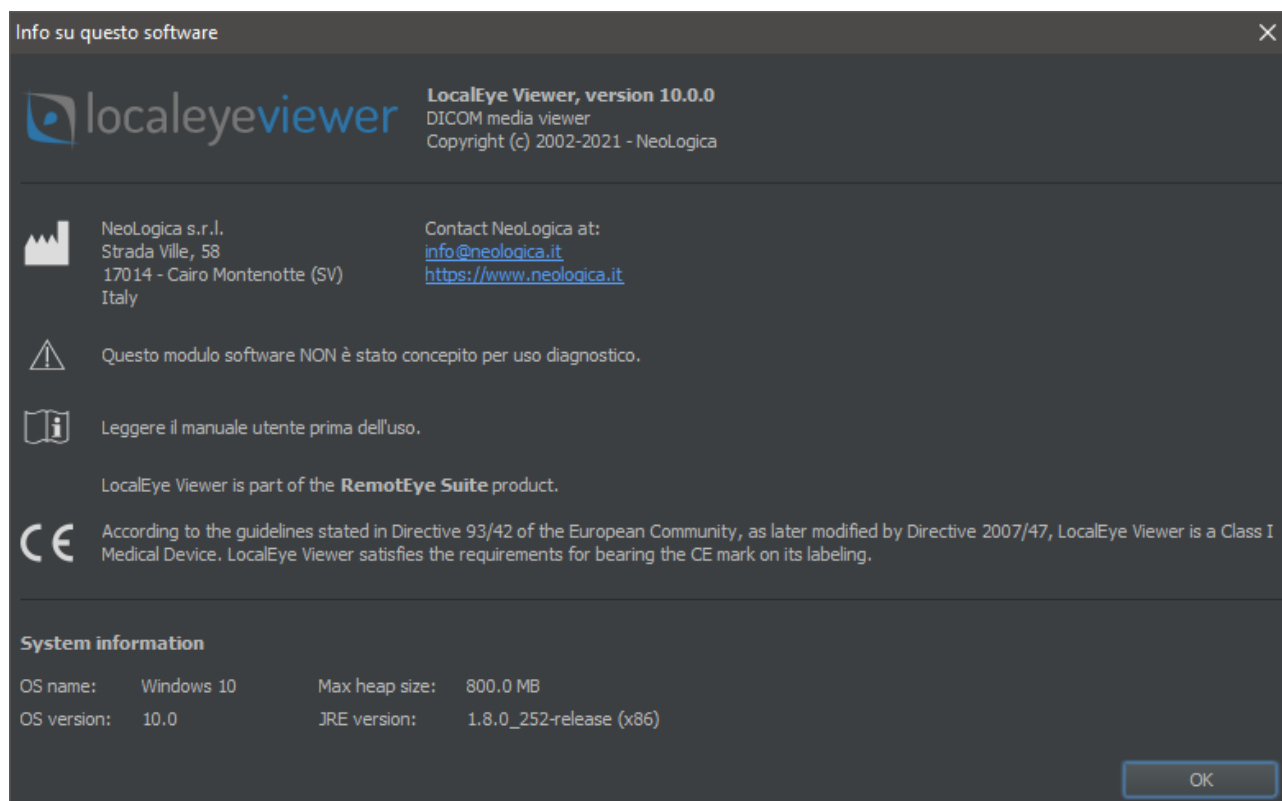 Info su questo software
localeyeviewer
LocalEye Viewer, version 10.0.0
DICOM media viewer
Copyright (c) 2002-2021 - NeoLogica
NeoLogica s.r.l.
Strada Ville, 58
17014 - Cairo Montenotte (SV)
Italy
Contact NeoLogica at:
info@neologica.it
https://www.neologica.it
Questo modulo software NON è stato concepito per uso diagnostico.
Leggere il manuale utente prima dell'uso.
LocalEye Viewer is part of the RemotEye Suite product.
CE
According to the guidelines stated in Directive 93/42 of the European Community, as later modified by Directive 2007/47, LocalEye Viewer is a Class I
Medical Device. LocalEye Viewer satisfies the requirements for bearing the CE mark on its labeling.
System information
OS name: Windows 10 Max heap size: 800.0 MB
OS version: 10.0 JRE version: 1.8.0_252-release (x86)
OK